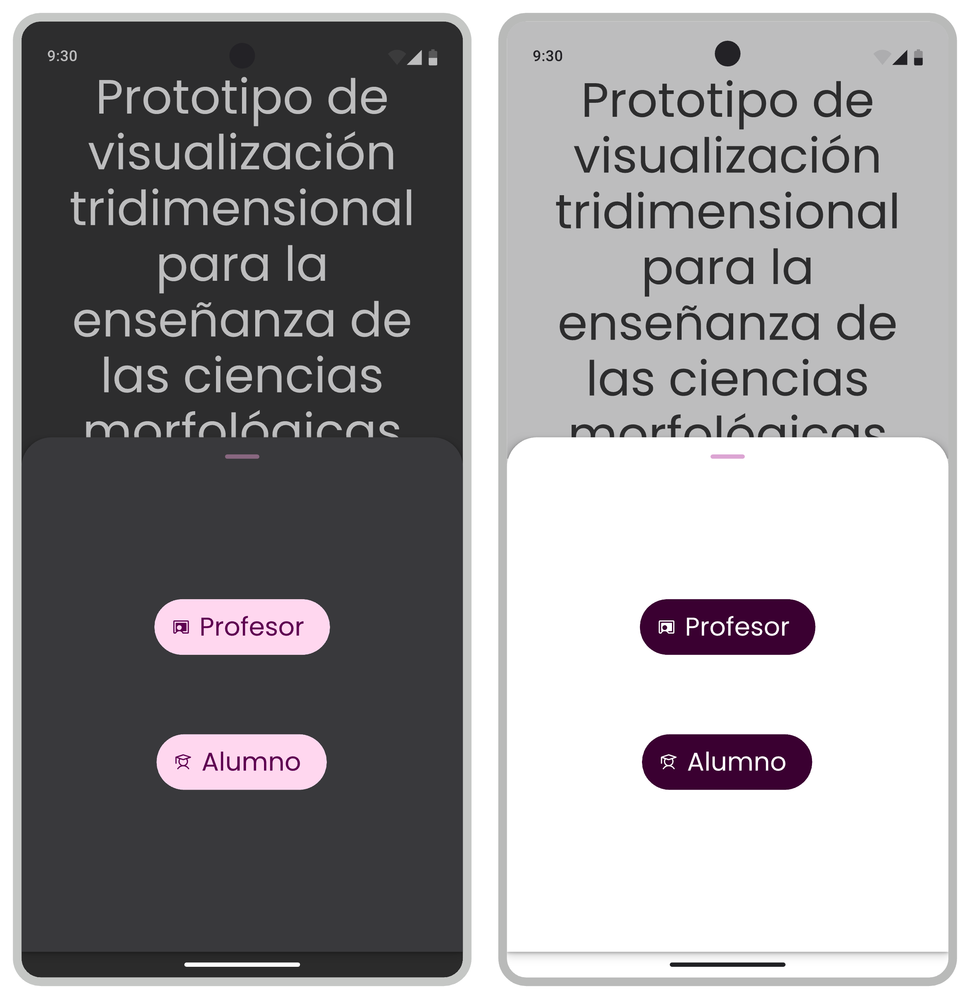 9:30
Prototipo de
visualización
tridimensional
para la
enseñanza de
las ciencias
morfológicas
Profesor
Alumno
9:30
Prototipo de
visualización
tridimensional
para la
enseñanza de
las ciencias
morfológicas
Profesor
Alumno